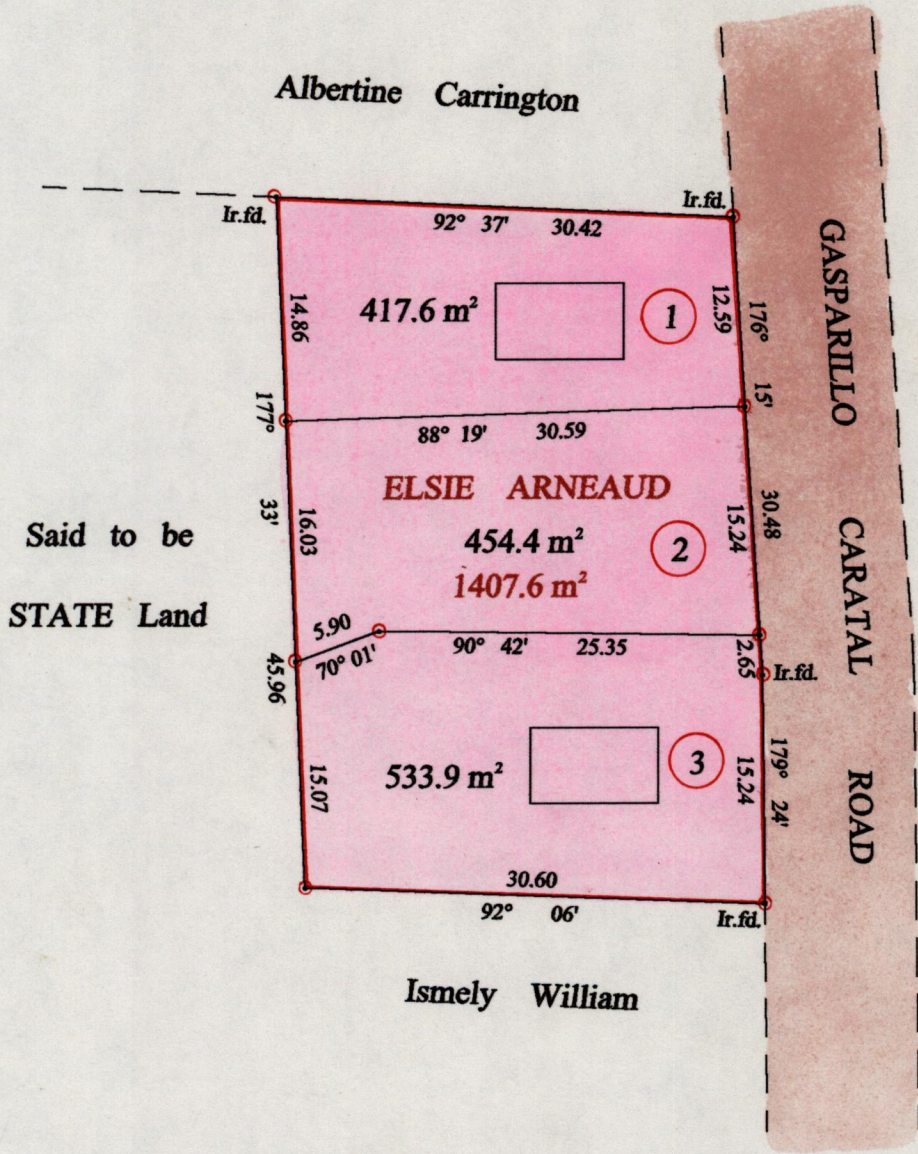 Albertine Carrington
Ir.fd.
Ir.fd.
92° 37' 30.42
14.86
417.6 m²
1
12.59
176° 15'
GASPARILLO CARATAL ROAD
177° 33'
88° 19' 30.59
ELSIE ARNEAUD
454.4 m²
2
1407.6 m²
16.03
15.24
30.48
Said to be
STATE Land
5.90
70° 01'
90° 42' 25.35
2.65
Ir.fd.
45.96
15.07
533.9 m²
3
15.24
179° 24'
30.60
92° 06'
Ir.fd.
Ismely William